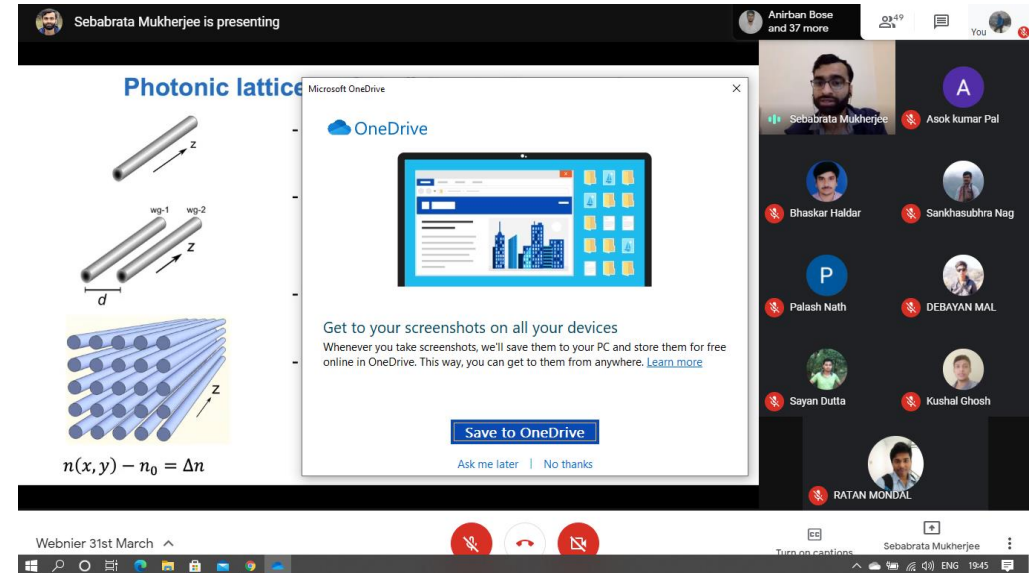 Sebabrata Mukherjee is presenting
Anirban Bose
and 37 more
49
You
Photonic lattice
z
wg-1 wg-2
z
d
z
n(x, y) − n₀ = Δn
Microsoft OneDrive
OneDrive
Get to your screenshots on all your devices
Whenever you take screenshots, we'll save them to your PC and store them for free
online in OneDrive. This way, you can get to them from anywhere. Learn more
Save to OneDrive
Ask me later | No thanks
Sebabrata Mukherjee
A
Asok kumar Pal
Bhaskar Haldar
Sankhasubhra Nag
P
Palash Nath
DEBAYAN MAL
Sayan Dutta
Kushal Ghosh
RATAN MONDAL
Webnier 31st March
CC
Turn on captions
Sebabrata Mukherjee
ENG 19:45